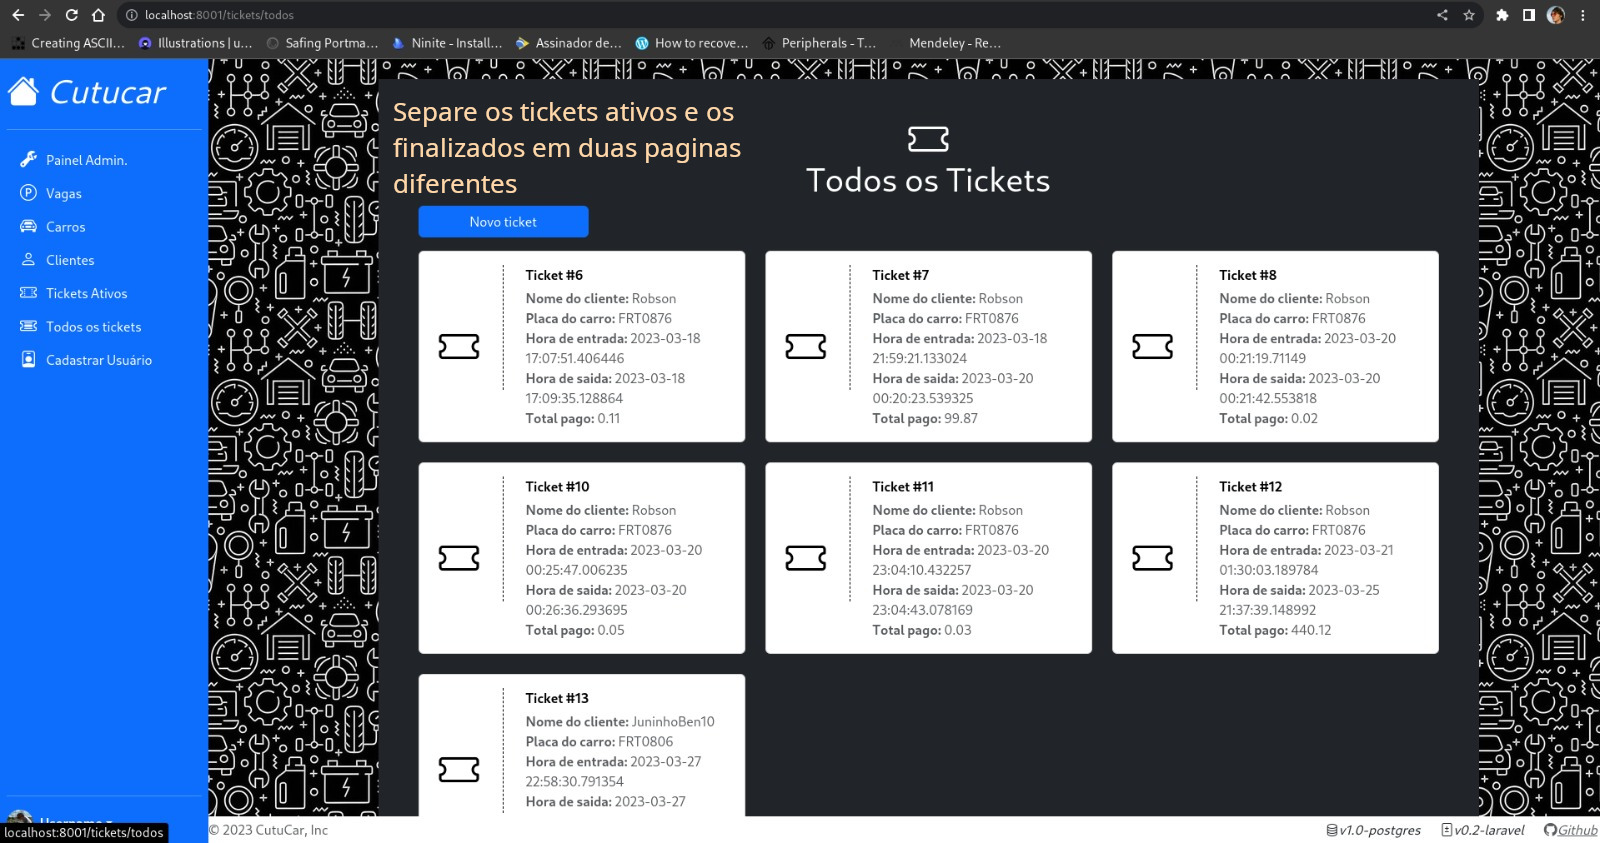 localhost:8001/tickets/todos
Creating ASCII...
Illustrations | u...
Safing Portma...
Ninite - Install...
Assinador de...
How to recove...
Peripherals - T...
Mendeley - Re...
Cutucar
Painel Admin.
Vagas
Carros
Clientes
Tickets Ativos
Todos os tickets
Cadastrar Usuário
Separe os tickets ativos e os
finalizados em duas paginas
diferentes
Todos os Tickets
Novo ticket
Ticket #6
Nome do cliente: Robson
Placa do carro: FRT0876
Hora de entrada: 2023-03-18
17:07:51.406446
Hora de saida: 2023-03-18
17:09:35.128864
Total pago: 0.11
Ticket #7
Nome do cliente: Robson
Placa do carro: FRT0876
Hora de entrada: 2023-03-18
21:59:21.133024
Hora de saida: 2023-03-20
00:20:23.539325
Total pago: 99.87
Ticket #8
Nome do cliente: Robson
Placa do carro: FRT0876
Hora de entrada: 2023-03-20
00:21:19.71149
Hora de saida: 2023-03-20
00:21:42.553818
Total pago: 0.02
Ticket #10
Nome do cliente: Robson
Placa do carro: FRT0876
Hora de entrada: 2023-03-20
00:25:47.006235
Hora de saida: 2023-03-20
00:26:36.293695
Total pago: 0.05
Ticket #11
Nome do cliente: Robson
Placa do carro: FRT0876
Hora de entrada: 2023-03-20
23:04:10.432257
Hora de saida: 2023-03-20
23:04:43.078169
Total pago: 0.03
Ticket #12
Nome do cliente: Robson
Placa do carro: FRT0876
Hora de entrada: 2023-03-21
01:30:03.189784
Hora de saida: 2023-03-25
21:37:39.148992
Total pago: 440.12
Ticket #13
Nome do cliente: JuninhoBen10
Placa do carro: FRT0806
Hora de entrada: 2023-03-27
22:58:30.791354
Hora de saida: 2023-03-27
Username
localhost:8001/tickets/todos
© 2023 CutuCar, Inc
v1.0-postgres
v0.2-laravel
Github